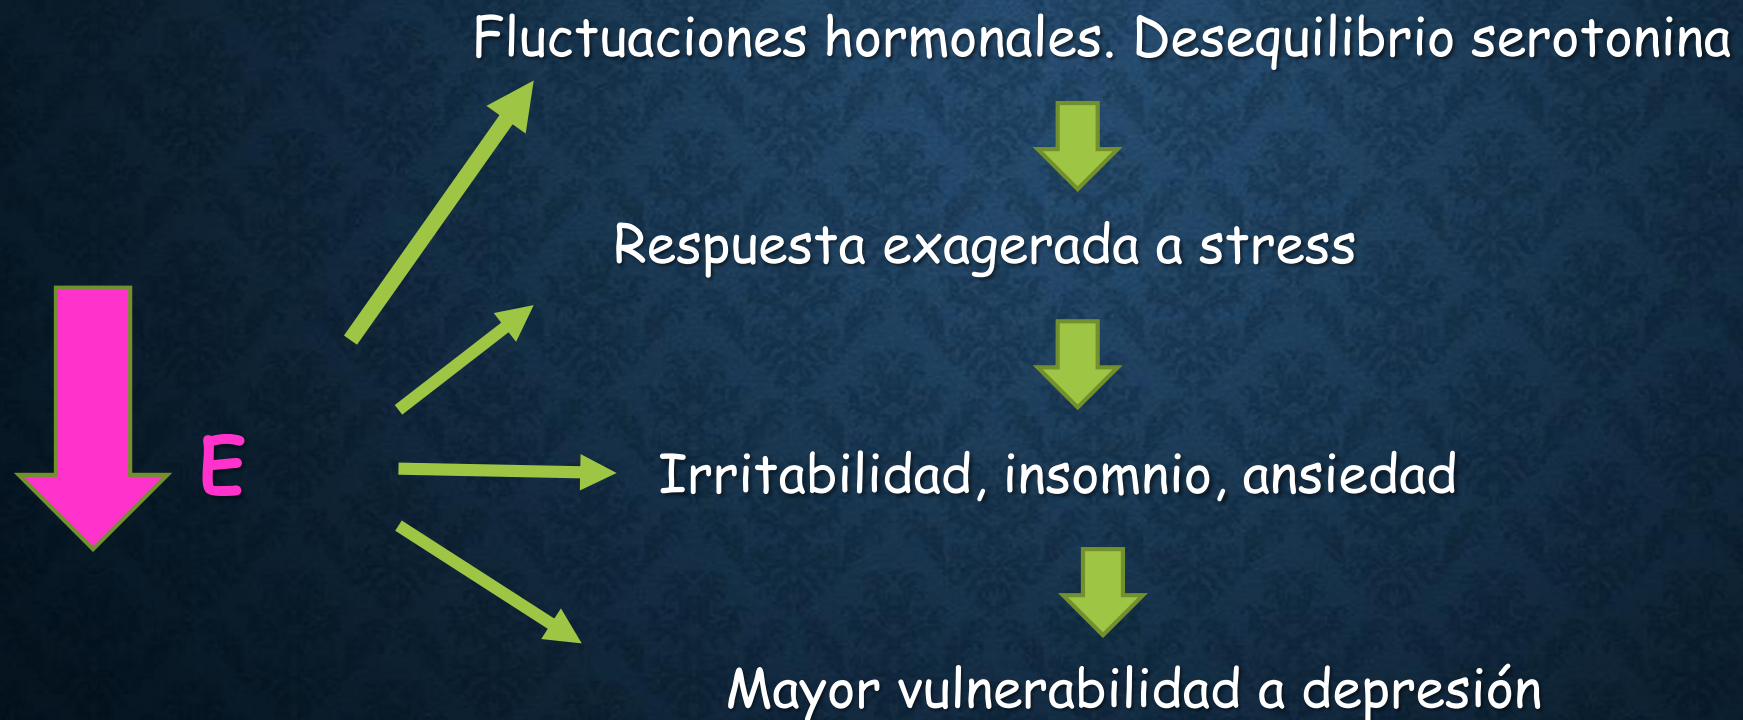 Fluctuaciones hormonales. Desequilibrio serotonina
Respuesta exagerada a stress
E
Irritabilidad, insomnio, ansiedad
Mayor vulnerabilidad a depresión